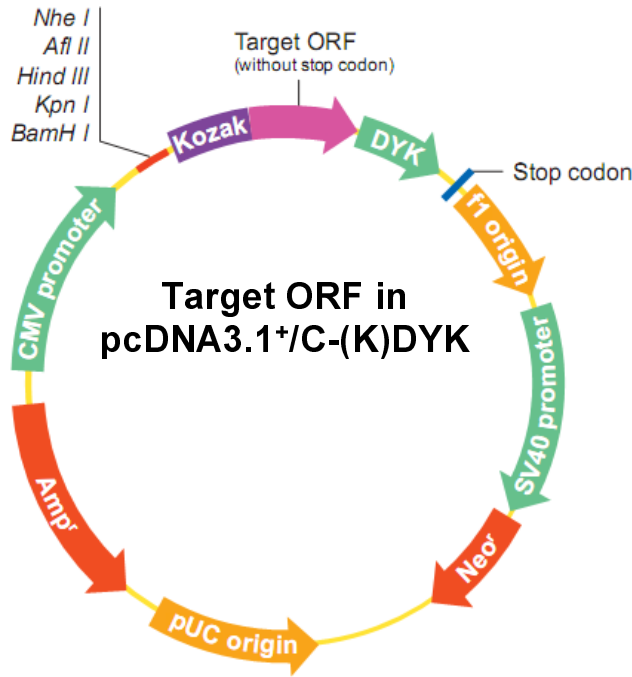 Nhe I
Afl II
Hind III
Kpn I
BamH I
Target ORF
(without stop codon)
Kozak
DYK
Stop codon
f1 origin
CMV promoter
Target ORF in
pcDNA3.1⁺/C-(K)DYK
SV40 promoter
Ampʳ
Neoʳ
pUC origin